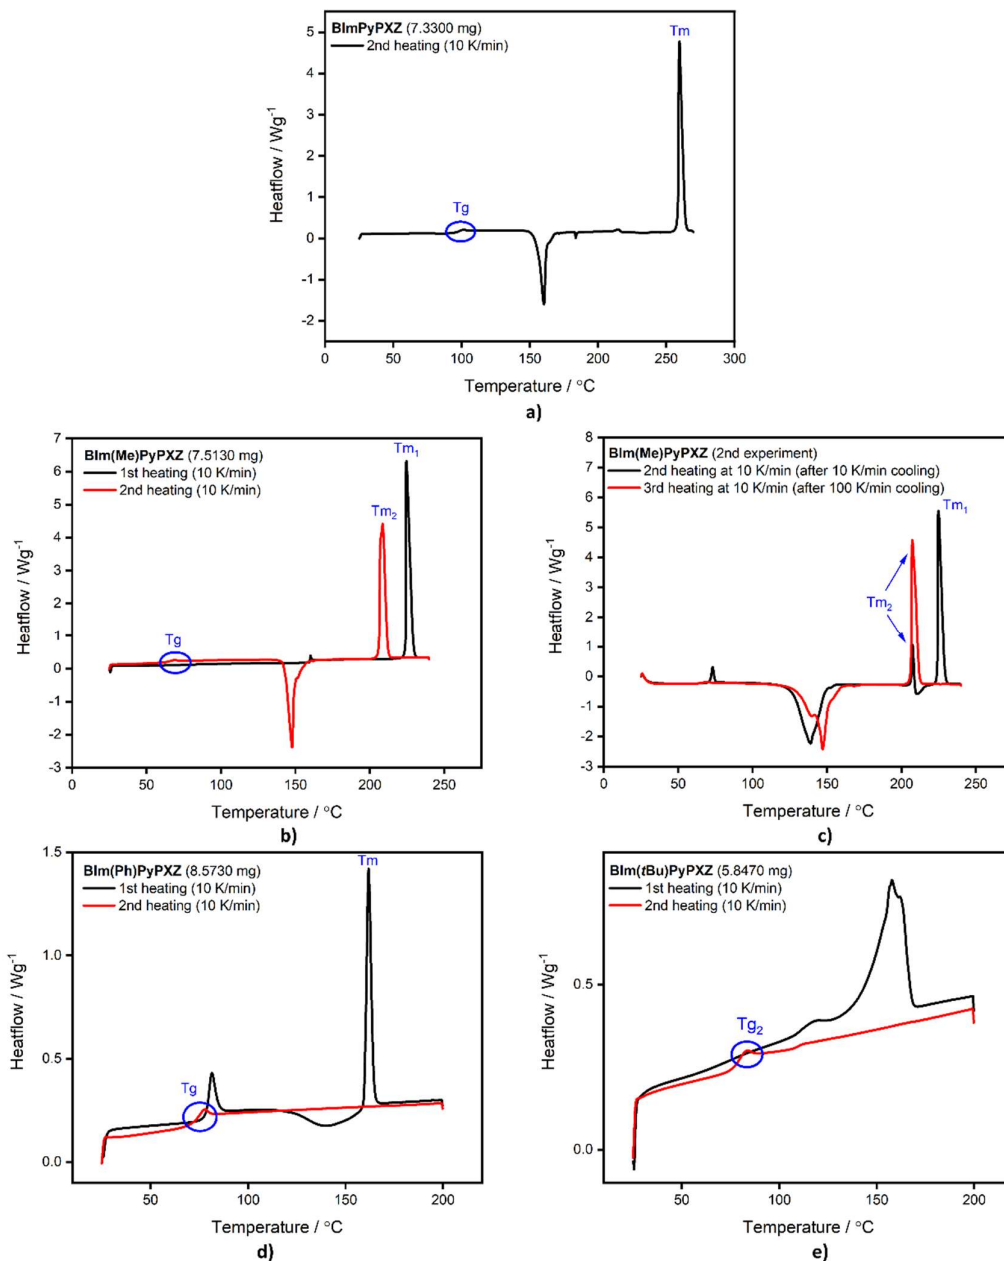 BImPyPXZ (7.3300 mg)
2nd heating (10 K/min)
Tm
Tg
Heatflow / Wg⁻¹
5
4
3
2
1
0
-1
-2
0 50 100 150 200 250 300
Temperature / °C
a)
BIm(Me)PyPXZ (7.5130 mg)
1st heating (10 K/min)
2nd heating (10 K/min)
Tm₁
Tm₂
Tg
Heatflow / Wg⁻¹
7
6
5
4
3
2
1
0
-1
-2
-3
0 50 100 150 200 250
Temperature / °C
b)
BIm(Me)PyPXZ (2nd experiment)
2nd heating at 10 K/min (after 10 K/min cooling)
3rd heating at 10 K/min (after 100 K/min cooling)
Tm₁
Tm₂
Heatflow / Wg⁻¹
8
7
6
5
4
3
2
1
0
-1
-2
-3
0 50 100 150 200 250
Temperature / °C
c)
BIm(Ph)PyPXZ (8.5730 mg)
1st heating (10 K/min)
2nd heating (10 K/min)
Tm
Tg
Heatflow / Wg⁻¹
1.5
1.0
0.5
0.0
50 100 150 200
Temperature / °C
d)
BIm(tBu)PyPXZ (5.8470 mg)
1st heating (10 K/min)
2nd heating (10 K/min)
Tg₂
Heatflow / Wg⁻¹
0.5
0.0
50 100 150 200
Temperature / °C
e)